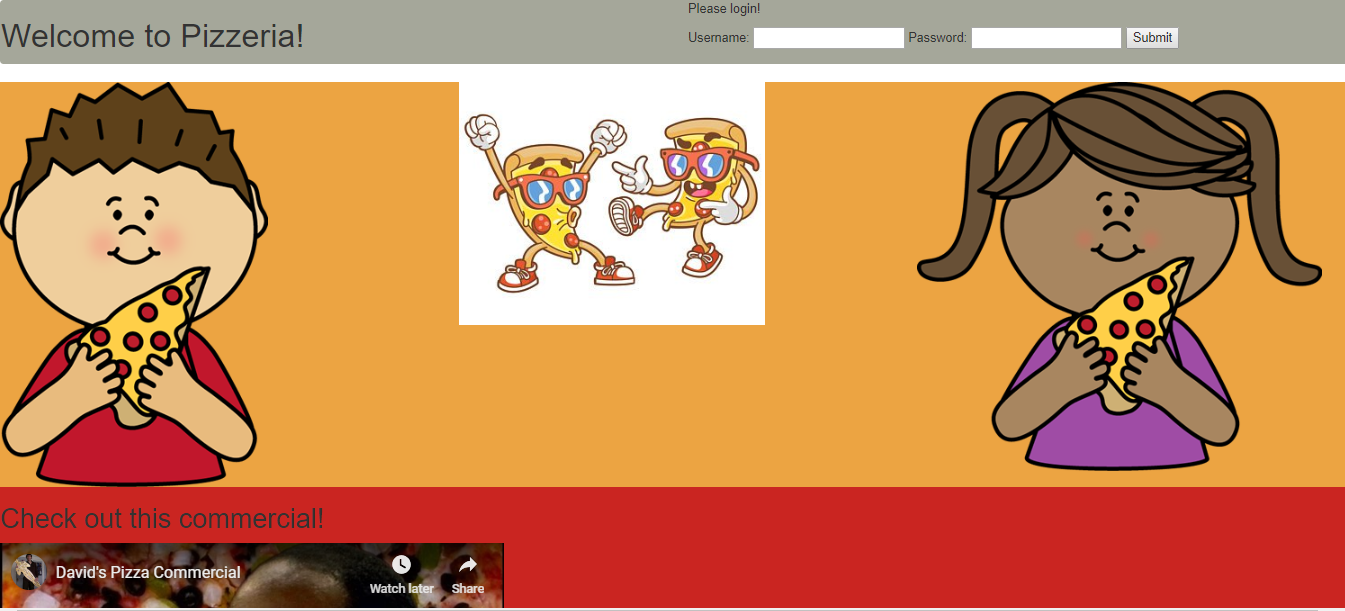 Welcome to Pizzeria!
Please login!
Username: Password: Submit
Check out this commercial!
David's Pizza Commercial
Watch later Share